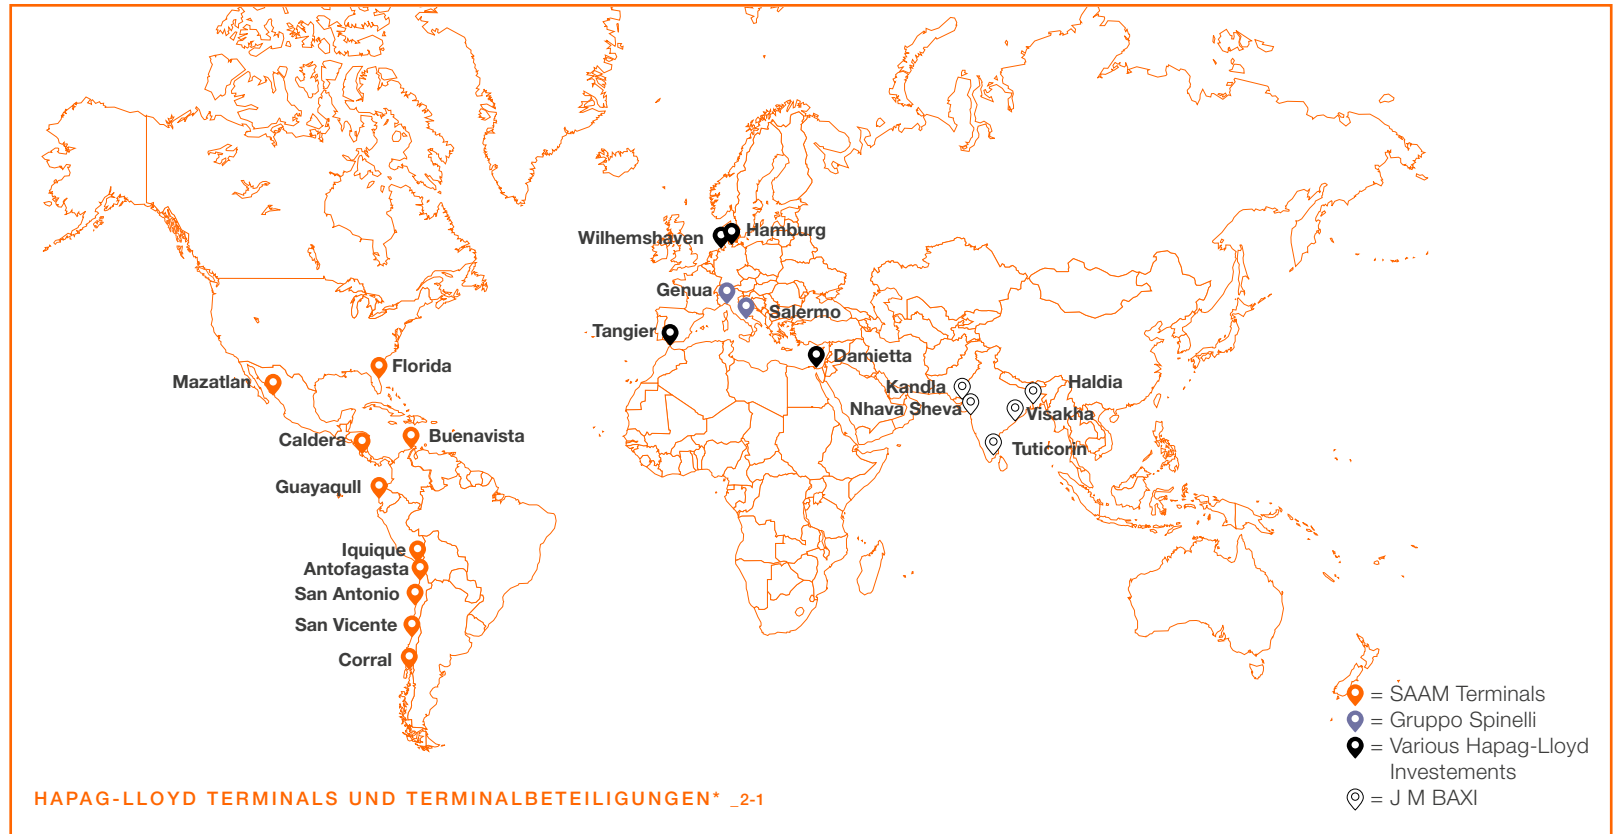 Wilhemshaven
Hamburg
Genua
Salermo
Tangier
Damietta
Florida
Mazatlan
Kandla
Haldia
Nhava Sheva
Visakha
Caldera
Buenavista
Tuticorin
Guayaqull
Iquique
Antofagasta
San Antonio
San Vicente
Corral
= SAAM Terminals
= Gruppo Spinelli
= Various Hapag-Lloyd
Investements
= J M BAXI
HAPAG-LLOYD TERMINALS UND TERMINALBETEILIGUNGEN* _2-1